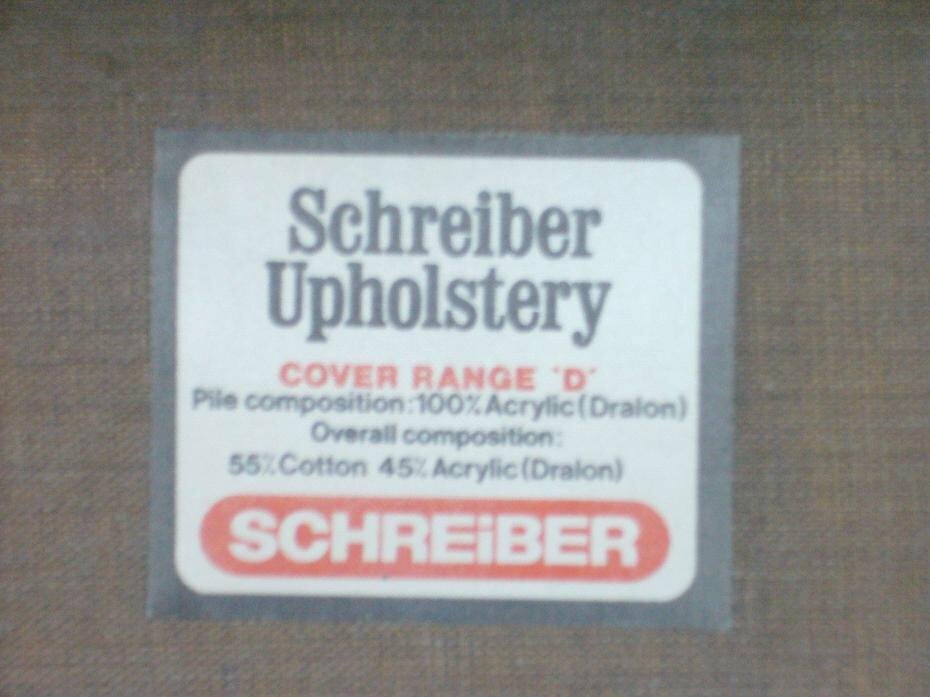 Schreiber
Upholstery
COVER RANGE 'D'
Pile composition:100% Acrylic (Dralon)
Overall composition:
55% Cotton 45% Acrylic (Dralon)
SCHREiBER